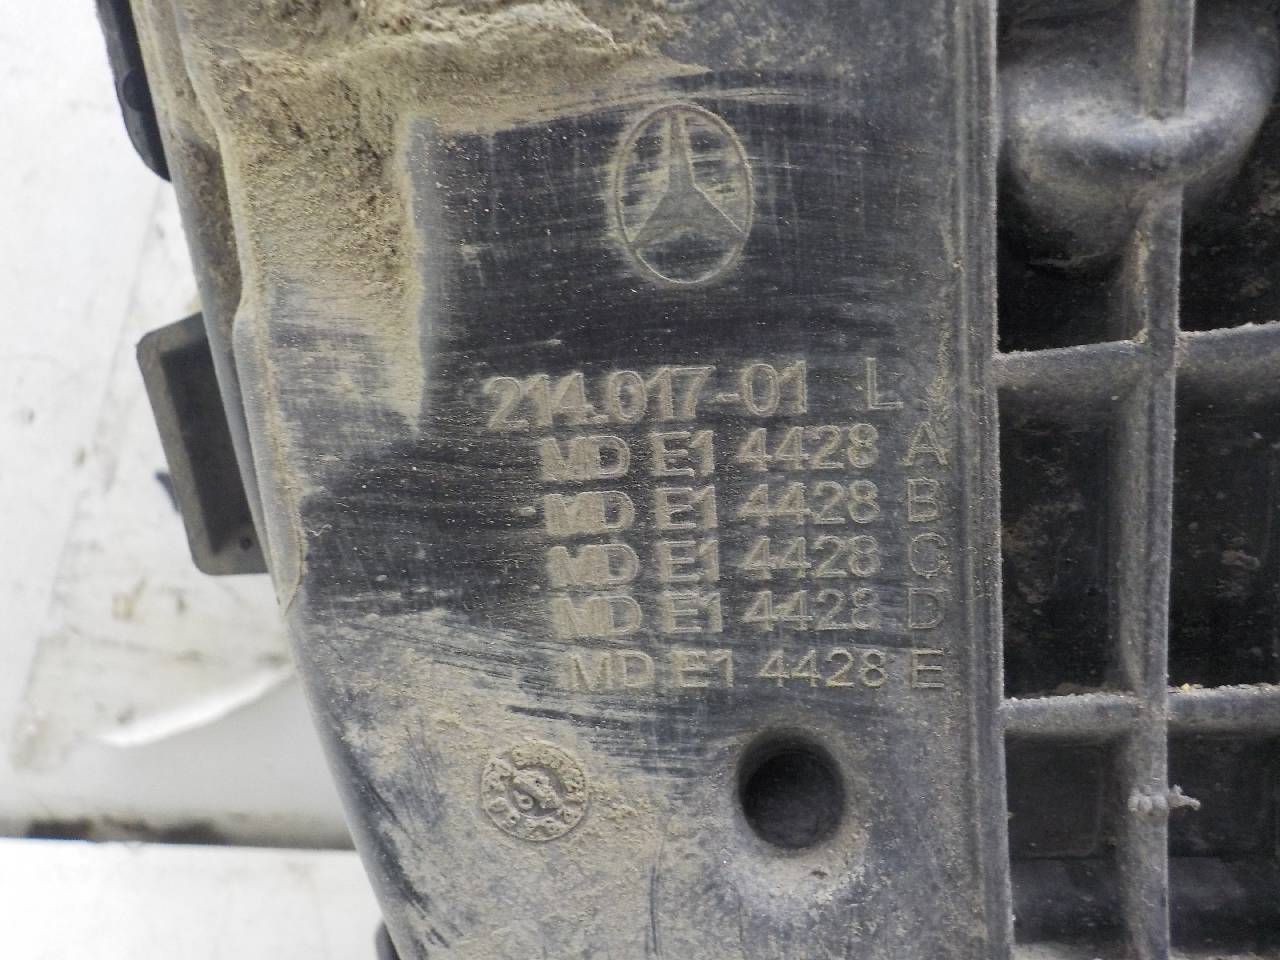 214.017-01 L
MD E1 4428 A
MD E1 4428 B
MD E1 4428 C
MD E1 4428 D
MD E1 4428 E